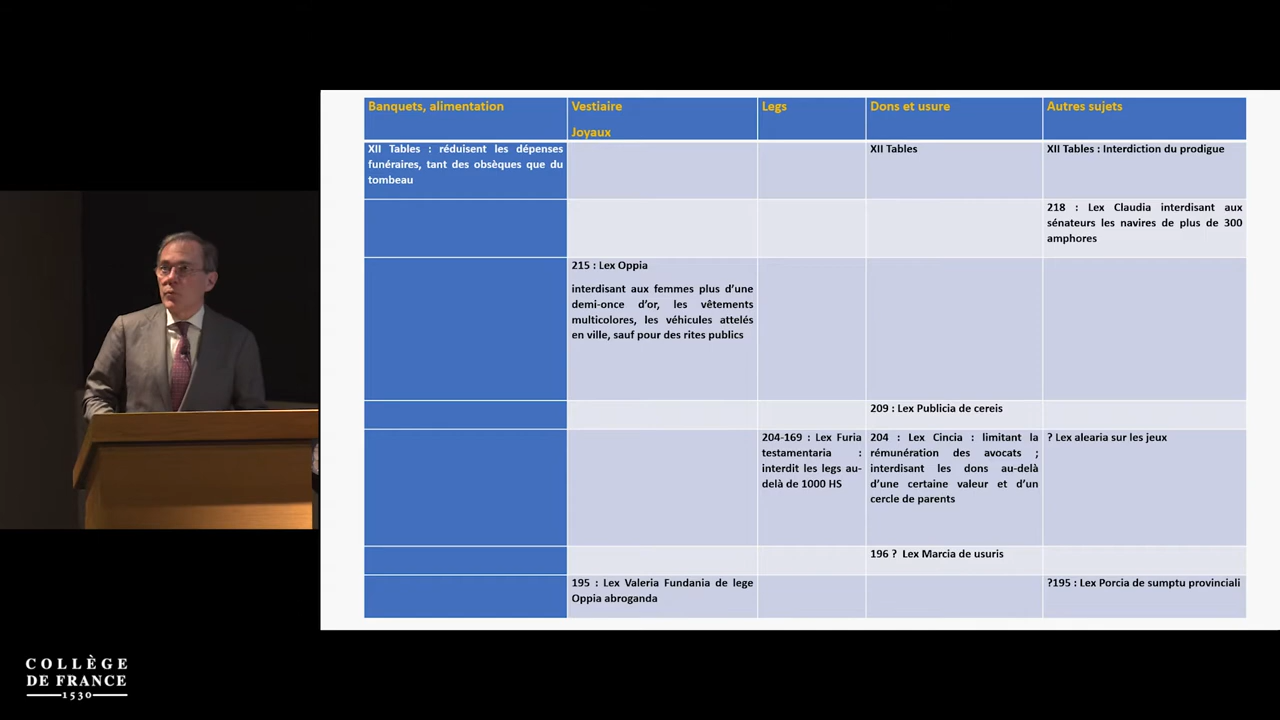 Banquets, alimentation
Vestiaire
Joyaux
Legs
Dons et usure
Autres sujets
XII Tables : réduisent les dépenses
funéraires, tant des obsèques que du
tombeau
XII Tables
XII Tables : Interdiction du prodigue
218 : Lex Claudia interdisant aux
sénateurs les navires de plus de 300
amphores
215 : Lex Oppia
interdisant aux femmes plus d’une
demi-once d’or, les vêtements
multicolores, les véhicules attelés
en ville, sauf pour des rites publics
209 : Lex Publicia de cereis
204-169 : Lex Furia
testamentaria :
interdit les legs au-
delà de 1000 HS
204 : Lex Cincia : limitant la
rémunération des avocats ;
interdisant les dons au-delà
d’une certaine valeur et d’un
cercle de parents
? Lex alearia sur les jeux
196 ? Lex Marcia de usuris
195 : Lex Valeria Fundania de lege
Oppia abroganda
?195 : Lex Porcia de sumptu provinciali
COLLÈGE
DE FRANCE
1530